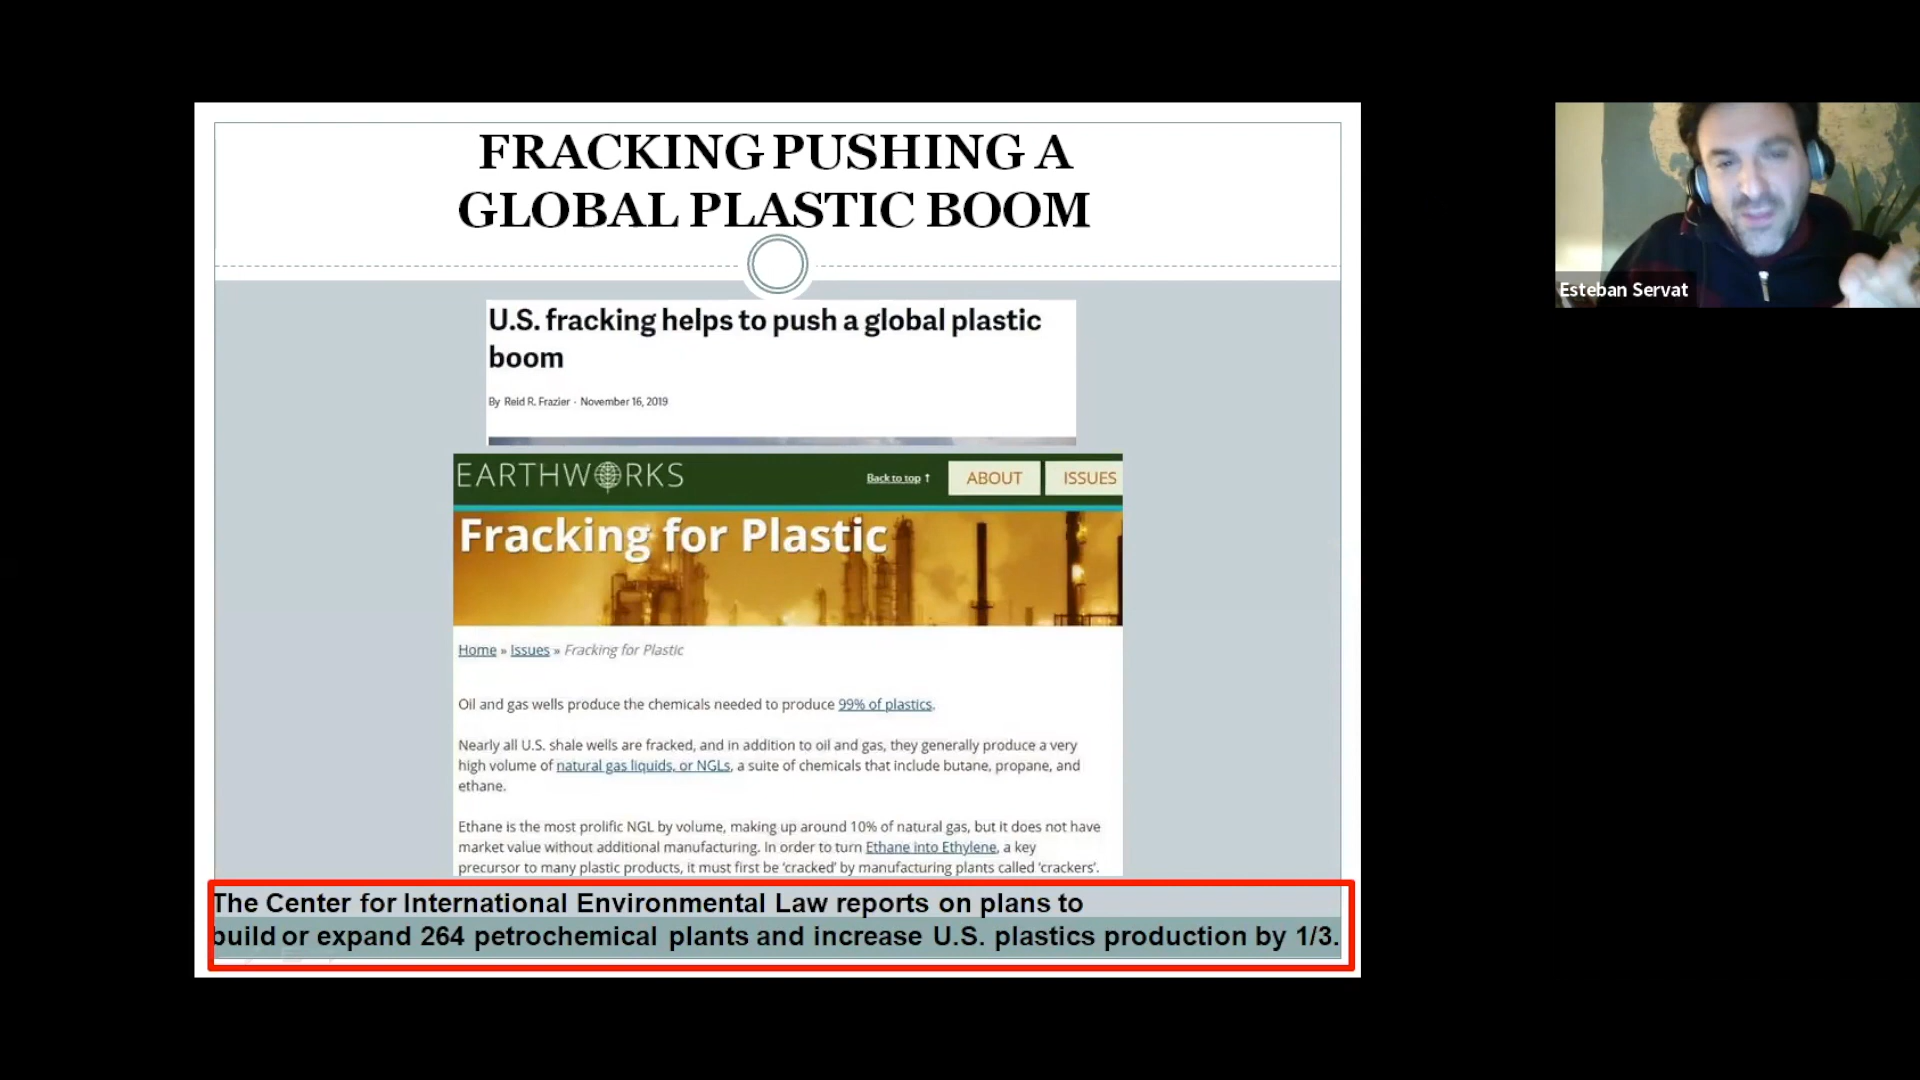 FRACKING PUSHING A
GLOBAL PLASTIC BOOM
U.S. fracking helps to push a global plastic
boom
By Reid R. Frazier · November 16, 2019
EARTHWORKS
Back to top ↑
ABOUT
ISSUES
Fracking for Plastic
Home » Issues » Fracking for Plastic
Oil and gas wells produce the chemicals needed to produce 99% of plastics.
Nearly all U.S. shale wells are fracked, and in addition to oil and gas, they generally produce a very
high volume of natural gas liquids, or NGLs, a suite of chemicals that include butane, propane, and
ethane.
Ethane is the most prolific NGL by volume, making up around 10% of natural gas, but it does not have
market value without additional manufacturing. In order to turn Ethane into Ethylene, a key
precursor to many plastic products, it must first be ‘cracked’ by manufacturing plants called ‘crackers’.
The Center for International Environmental Law reports on plans to
build or expand 264 petrochemical plants and increase U.S. plastics production by 1/3.
Esteban Servat